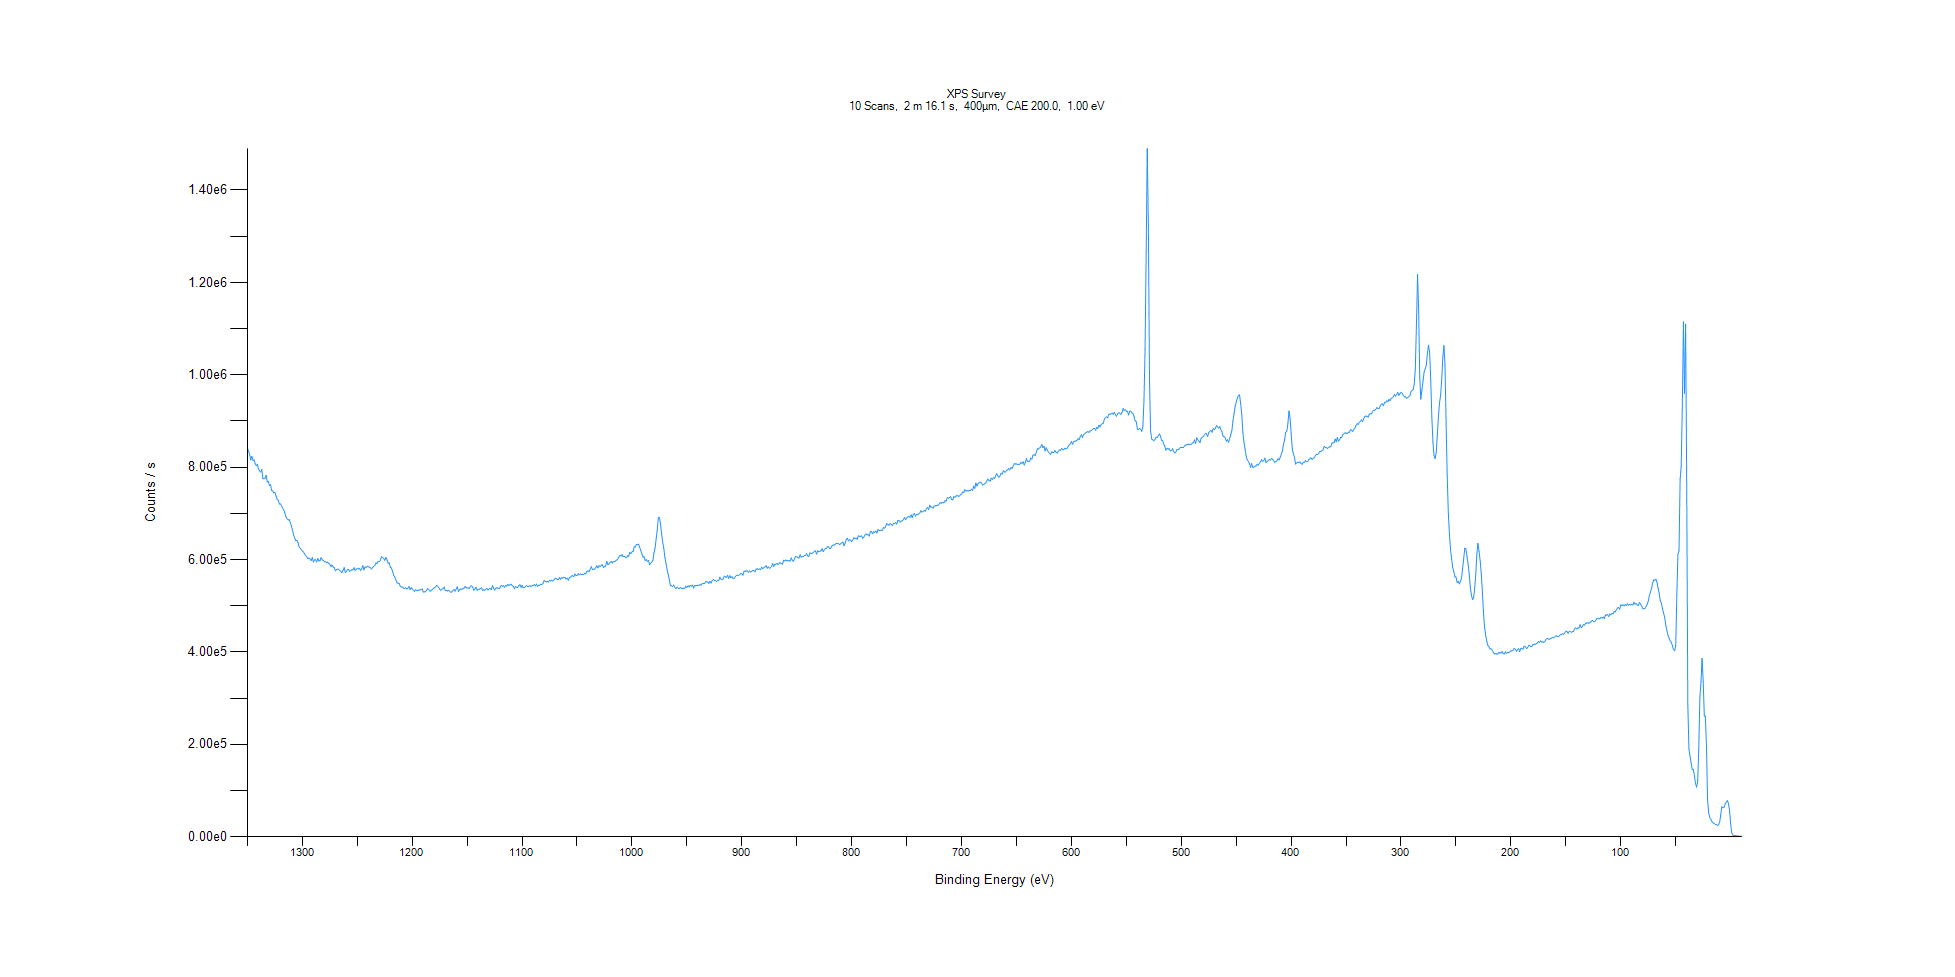 XPS Survey
10 Scans, 2 m 16.1 s, 400µm, CAE 200.0, 1.00 eV
1.40e6
1.20e6
1.00e6
8.00e5
6.00e5
4.00e5
2.00e5
0.00e0
Counts / s
1300 1200 1100 1000 900 800 700 600 500 400 300 200 100
Binding Energy (eV)